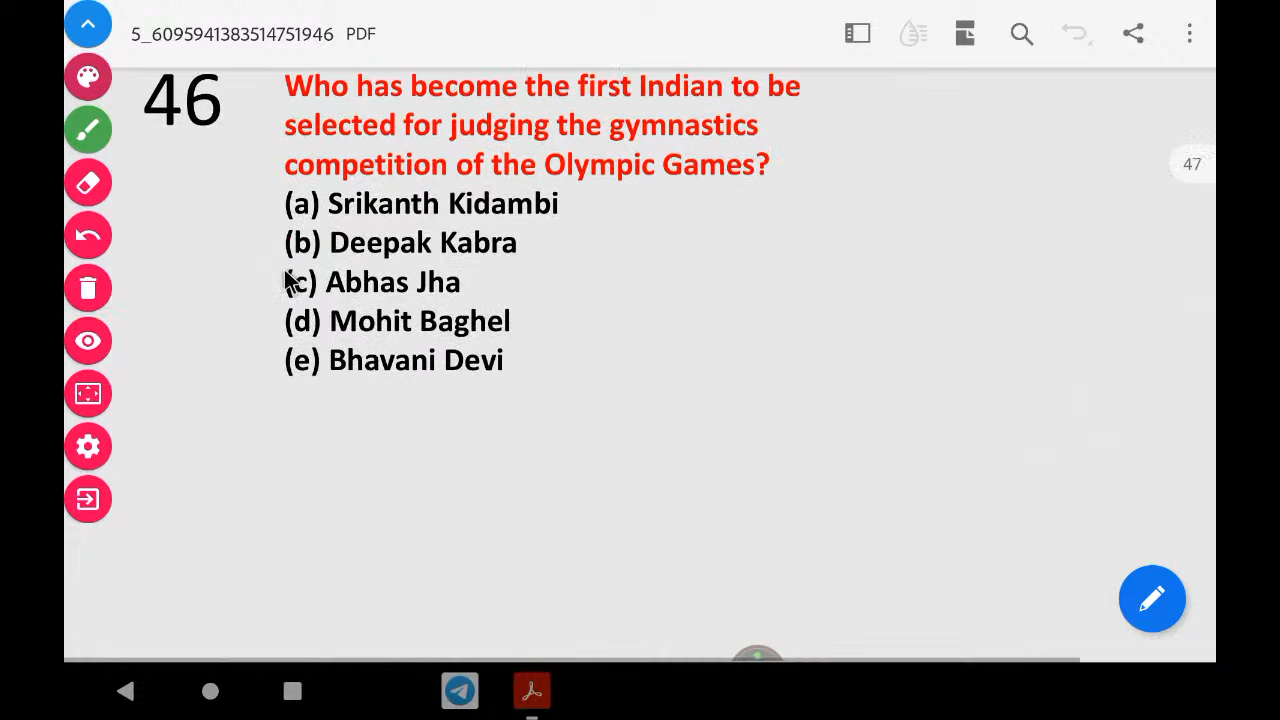 5_6095941383514751946 PDF
46
Who has become the first Indian to be
selected for judging the gymnastics
competition of the Olympic Games?
47
(a) Srikanth Kidambi
(b) Deepak Kabra
(c) Abhas Jha
(d) Mohit Baghel
(e) Bhavani Devi